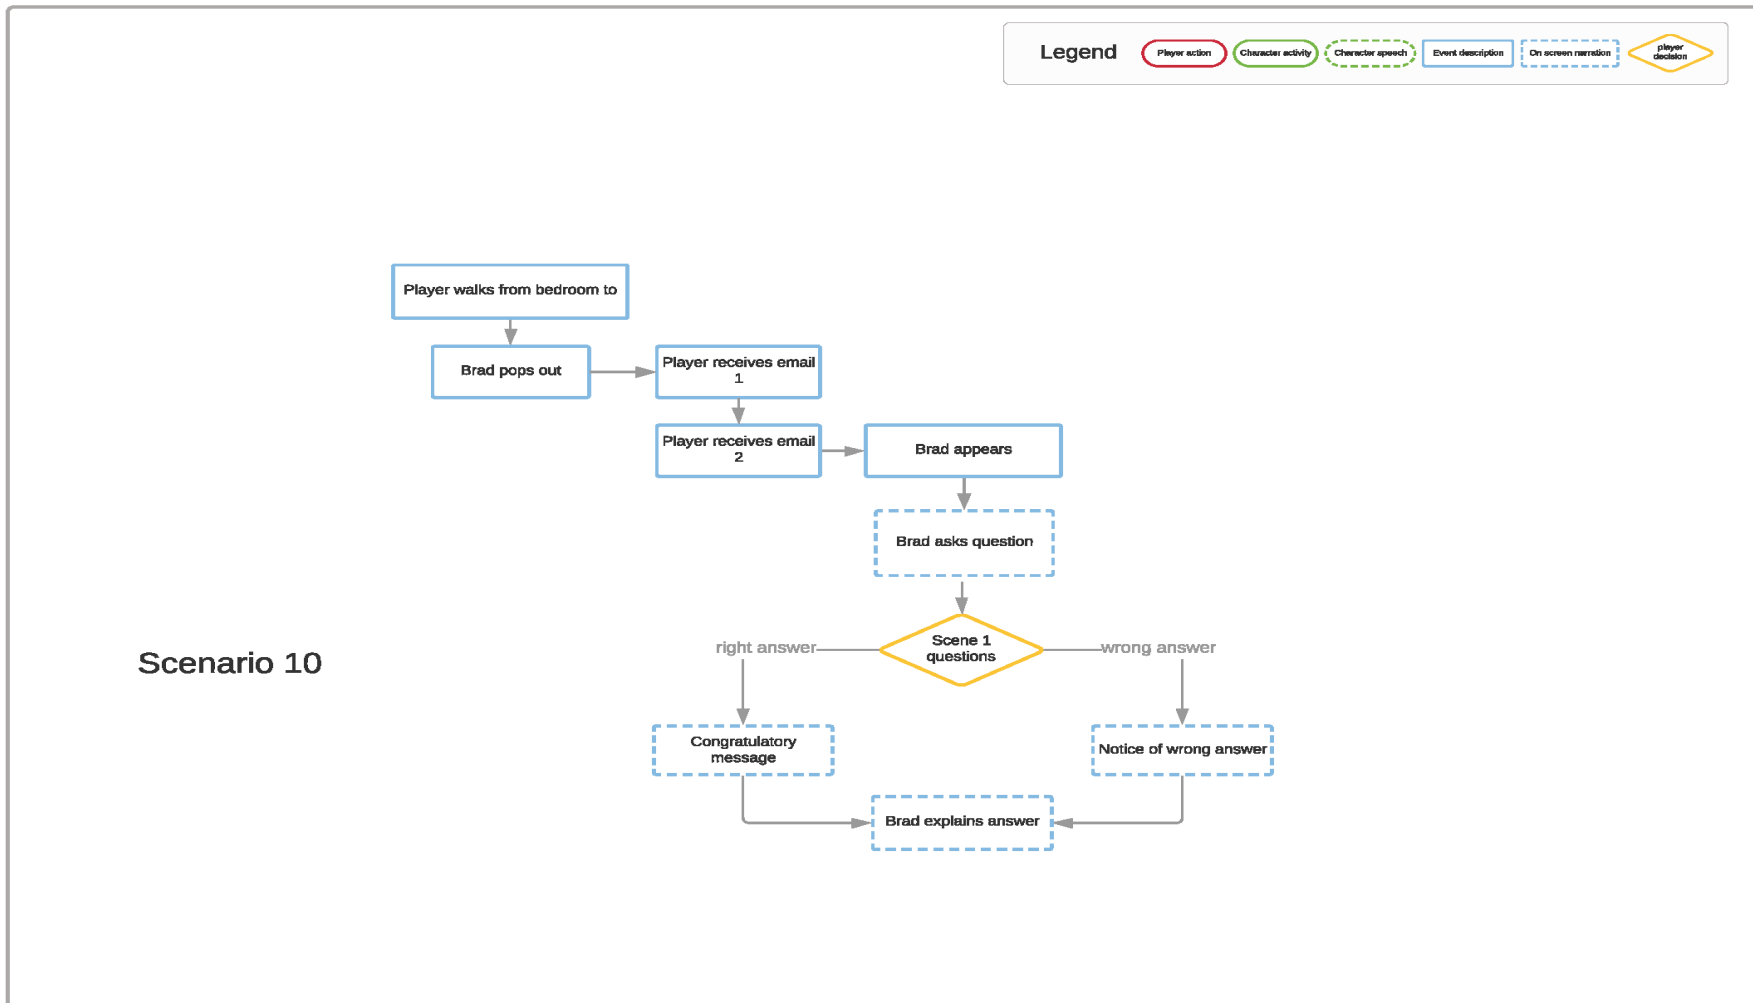 Legend
Player action
Character activity
Character speech
Event description
On screen narration
player
decision
Player walks from bedroom to
Brad pops out
Player receives email
1
Player receives email
2
Brad appears
Brad asks question
Scene 1
questions
right answer
wrong answer
Scenario 10
Congratulatory
message
Notice of wrong answer
Brad explains answer